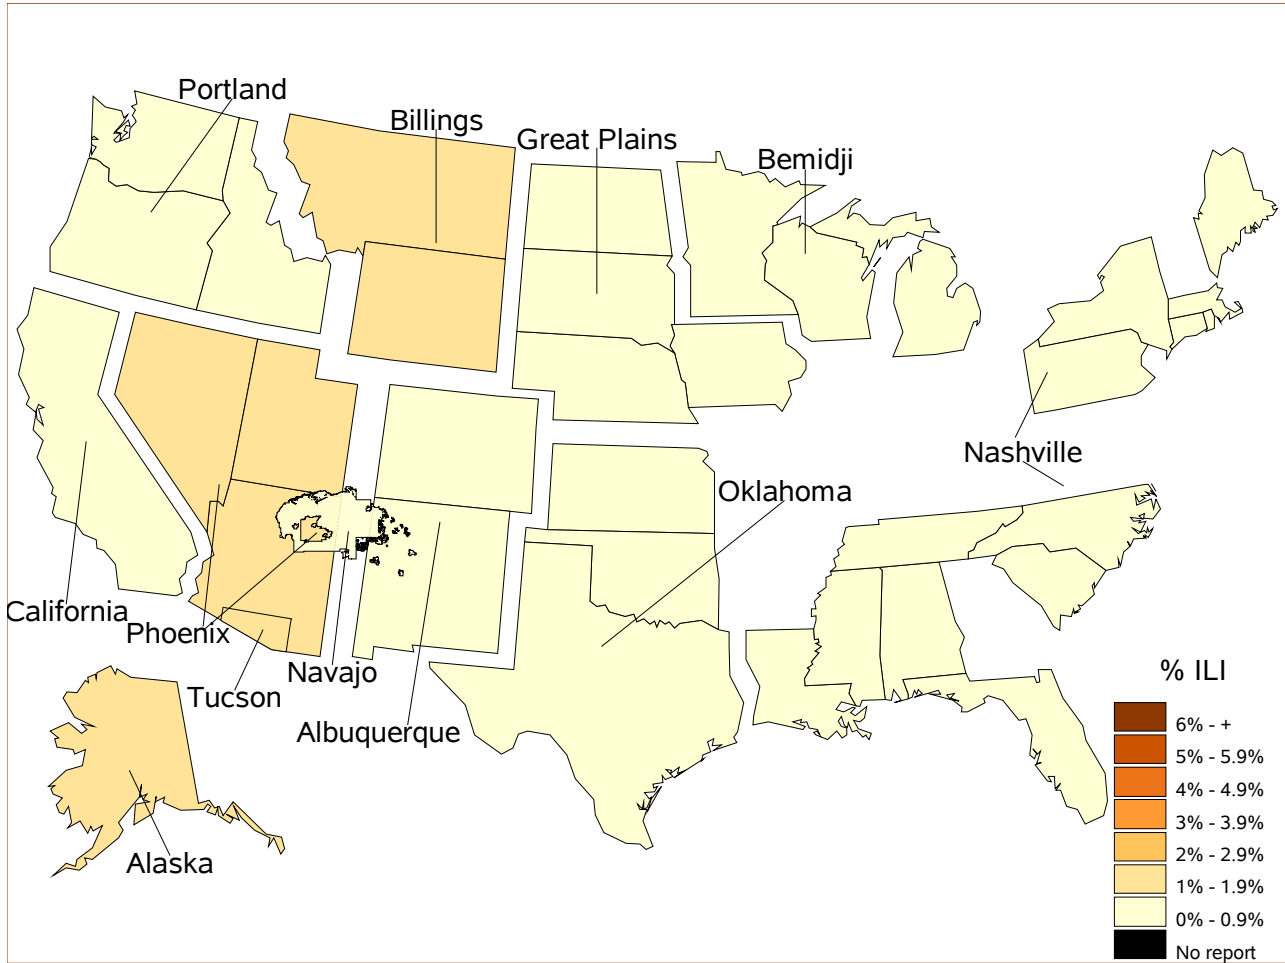 Portland
Billings
Great Plains
Bemidji
Nashville
Oklahoma
California
Phoenix
Navajo
Tucson
Albuquerque
Alaska
% ILI
6% - +
5% - 5.9%
4% - 4.9%
3% - 3.9%
2% - 2.9%
1% - 1.9%
0% - 0.9%
No report